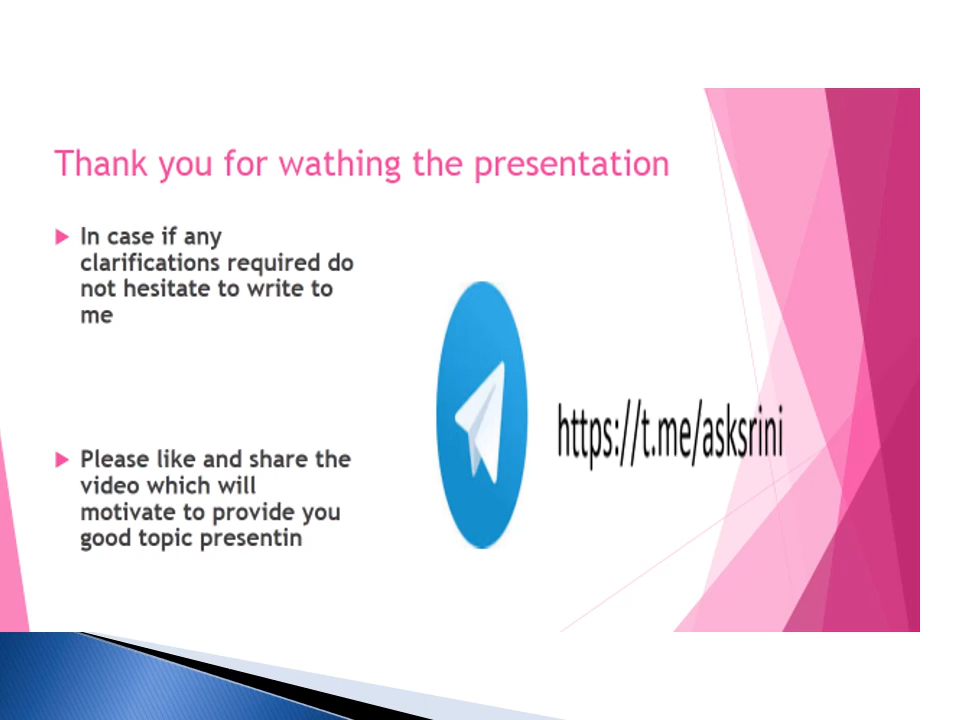 Thank you for wathing the presentation
In case if any
clarifications required do
not hesitate to write to
me
https://t.me/asksrini
Please like and share the
video which will
motivate to provide you
good topic presentin